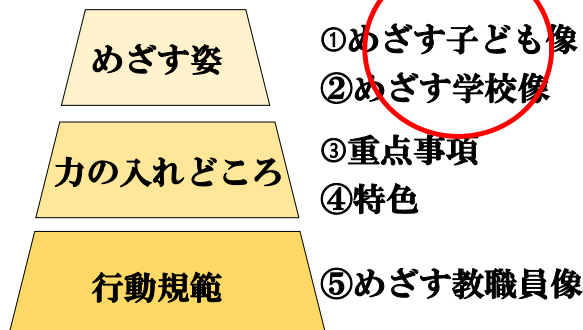 めざす姿
①めざす子ども像
②めざす学校像
力の入れどころ
③重点事項
④特色
行動規範
⑤めざす教職員像